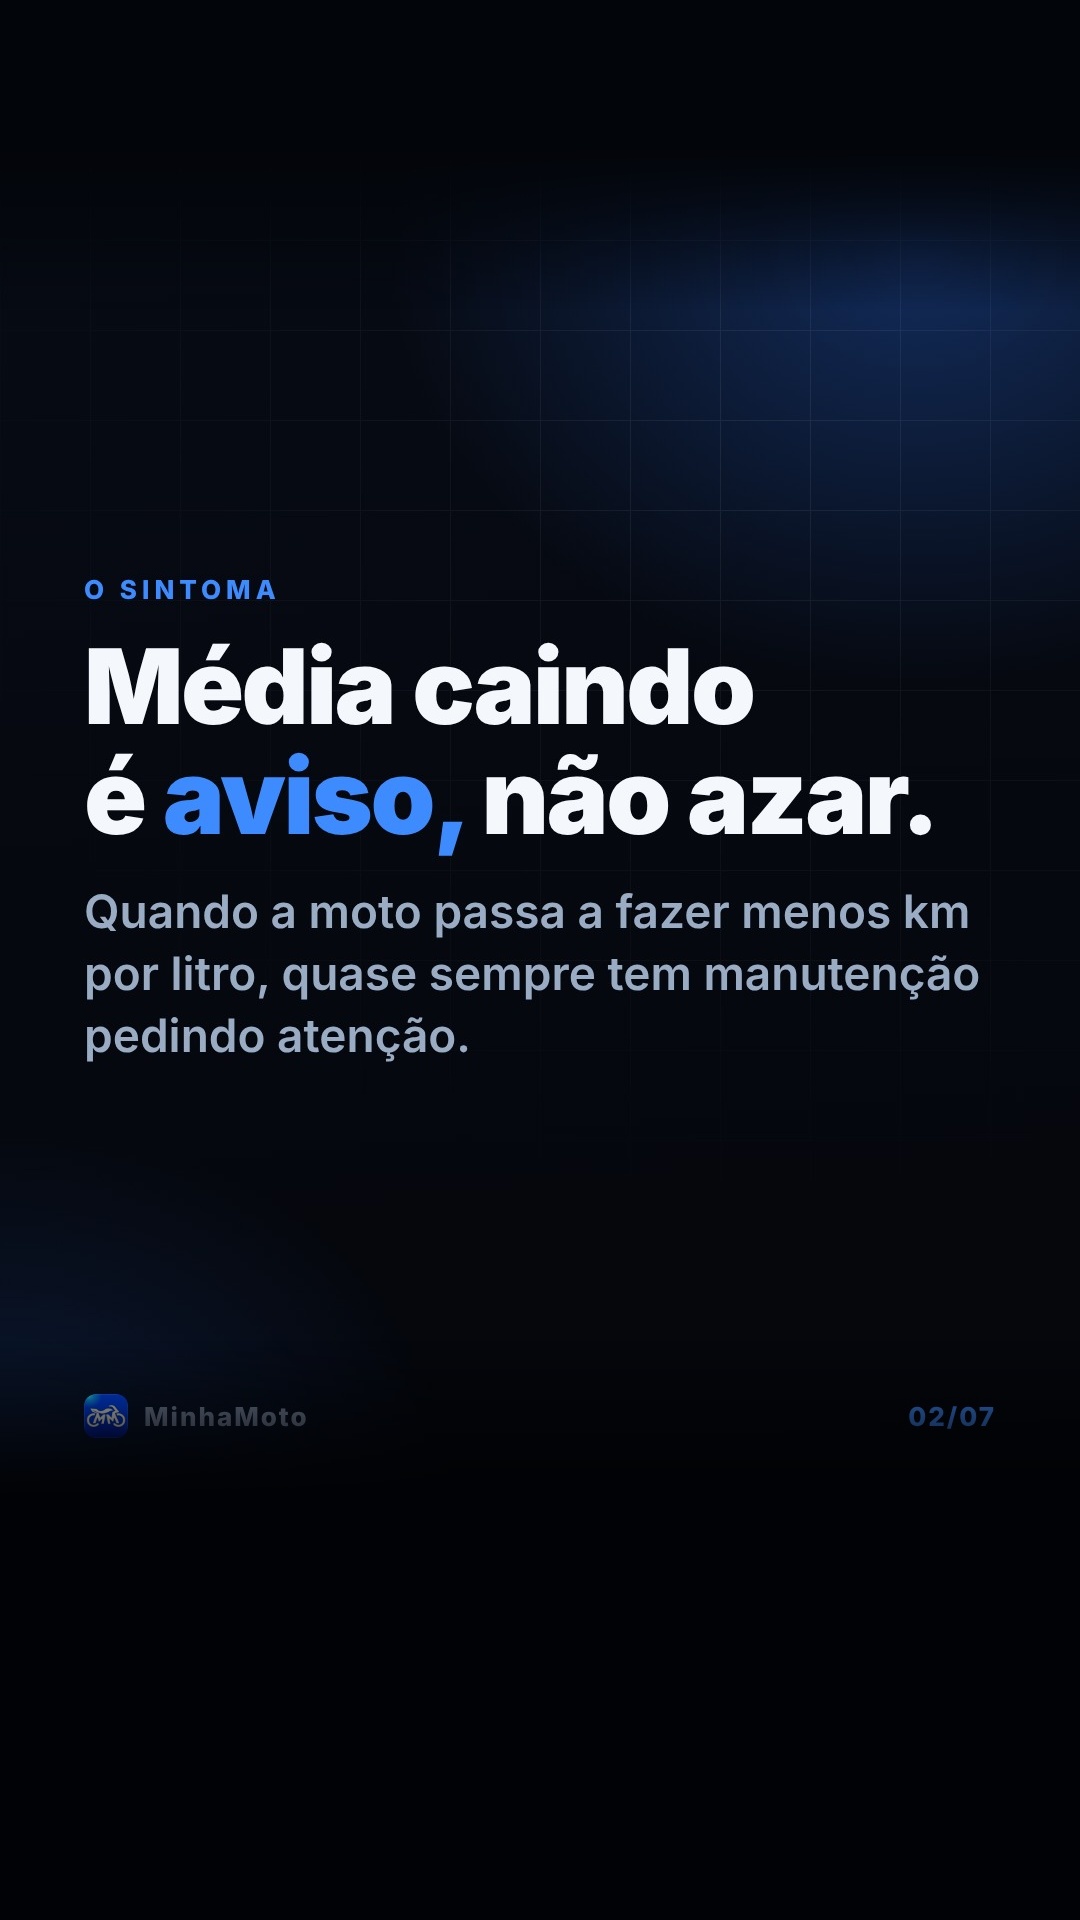 O SINTOMA
Média caindo
é aviso, não azar.
Quando a moto passa a fazer menos km
por litro, quase sempre tem manutenção
pedindo atenção.
MinhaMoto
02/07